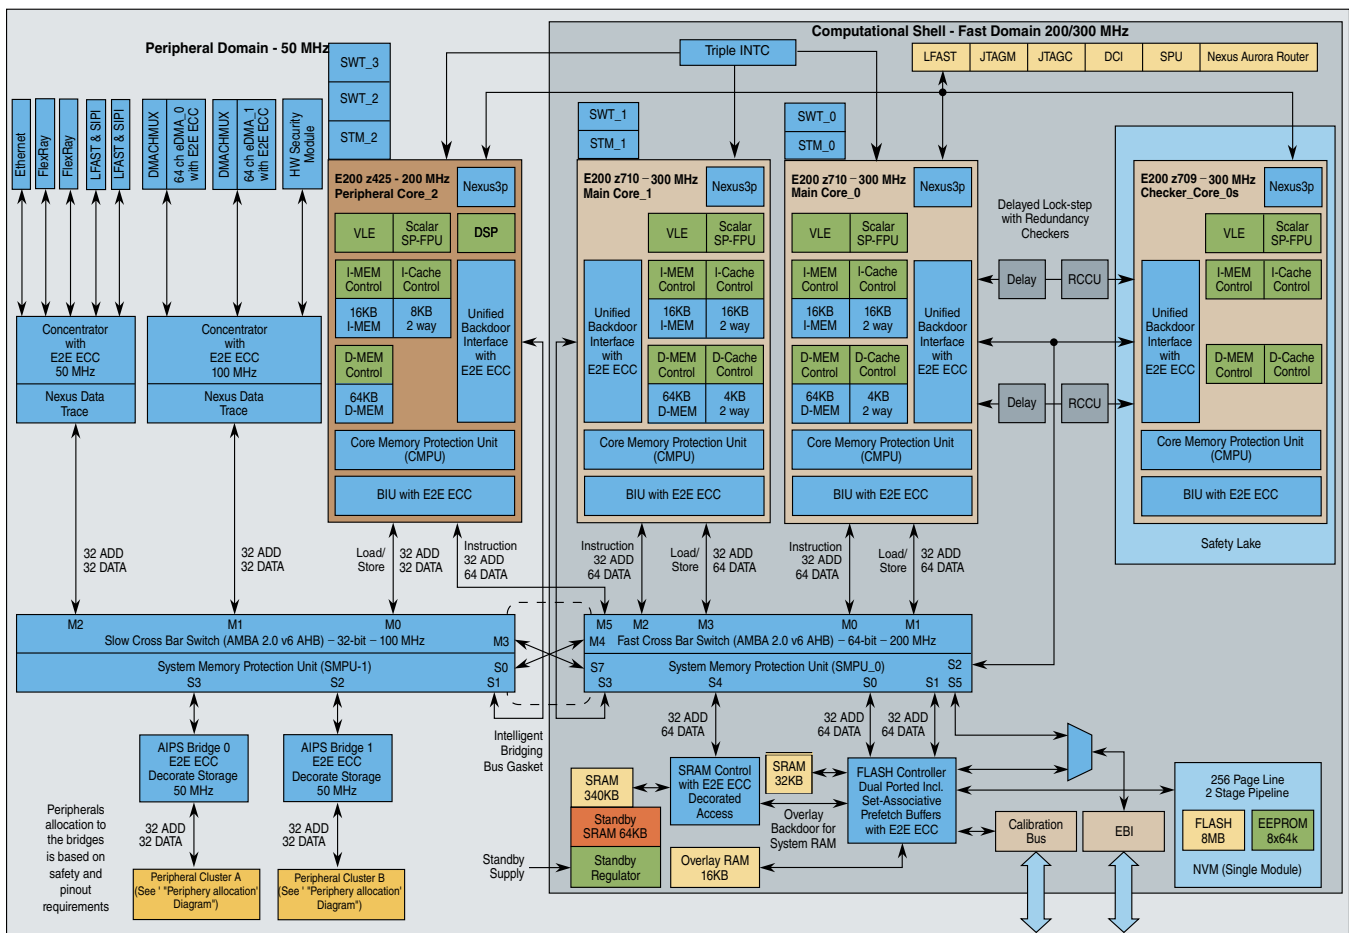 Computational Shell - Fast Domain 200/300 MHz
Peripheral Domain - 50 MHz
SWT_3
SWT_2
STM_2
Triple INTC
LFAST
JTAGM
JTAGC
DCI
SPU
Nexus Aurora Router
Ethernet
FlexRay
FlexRay
LFAST & SIPI
LFAST & SIPI
DMACHMUX
64 ch eDMA_0
with E2E ECC
DMACHMUX
64 ch eDMA_1
with E2E ECC
HW Security
Module
SWT_1
STM_1
SWT_0
STM_0
E200 z425 - 200 MHz
Peripheral Core_2
Nexus3p
VLE
Scalar
SP-FPU
DSP
I-MEM
Control
I-Cache
Control
16KB
I-MEM
8KB
2 way
D-MEM
Control
64KB
D-MEM
Unified
Backdoor
Interface
with
E2E ECC
Core Memory Protection Unit
(CMPU)
BIU with E2E ECC
E200 z710 – 300 MHz
Main Core_1
Nexus3p
VLE
Scalar
SP-FPU
Unified
Backdoor
Interface
with
E2E ECC
I-MEM
Control
I-Cache
Control
16KB
I-MEM
16KB
2 way
D-MEM
Control
D-Cache
Control
64KB
D-MEM
4KB
2 way
Core Memory Protection Unit
(CMPU)
BIU with E2E ECC
E200 z710 – 300 MHz
Main Core_0
Nexus3p
VLE
Scalar
SP-FPU
I-MEM
Control
I-Cache
Control
16KB
I-MEM
16KB
2 way
D-MEM
Control
D-Cache
Control
64KB
D-MEM
4KB
2 way
Unified
Backdoor
Interface
with
E2E ECC
Core Memory Protection Unit
(CMPU)
BIU with E2E ECC
Delayed Lock-step
with Redundancy
Checkers
Delay
RCCU
Delay
RCCU
E200 z709 – 300 MHz
Checker_Core_0s
Nexus3p
VLE
Scalar
SP-FPU
Unified
Backdoor
Interface
with
E2E ECC
I-MEM
Control
I-Cache
Control
D-MEM
Control
D-Cache
Control
Core Memory Protection Unit
(CMPU)
BIU with E2E ECC
Safety Lake
Concentrator
with
E2E ECC
50 MHz
Nexus Data
Trace
Concentrator
with
E2E ECC
100 MHz
Nexus Data
Trace
32 ADD
32 DATA
32 ADD
32 DATA
Load/
Store
32 ADD
32 DATA
Instruction
32 ADD
64 DATA
Instruction
32 ADD
64 DATA
Load/
Store
32 ADD
64 DATA
Instruction
32 ADD
64 DATA
Load/
Store
32 ADD
64 DATA
M2
M1
M0
Slow Cross Bar Switch (AMBA 2.0 v6 AHB) – 32-bit – 100 MHz
M3
System Memory Protection Unit (SMPU-1)
S0
S3
S2
S1
M5
M2
M3
M0
M1
M4
Fast Cross Bar Switch (AMBA 2.0 v6 AHB) – 64-bit – 200 MHz
S7
System Memory Protection Unit (SMPU_0)
S2
S3
S4
S0
S1
S5
Intelligent
Bridging
Bus Gasket
AIPS Bridge 0
E2E ECC
Decorate Storage
50 MHz
AIPS Bridge 1
E2E ECC
Decorate Storage
50 MHz
Peripherals
allocation to
the bridges
is based on
safety and
pinout
requirements
32 ADD
32 DATA
32 ADD
32 DATA
Peripheral Cluster A
(See ' "Periphery allocation'
Diagram")
Peripheral Cluster B
(See ' "Periphery allocation'
Diagram")
32 ADD
64 DATA
32 ADD
64 DATA
32 ADD
64 DATA
SRAM
340KB
Standby
SRAM 64KB
Standby
Regulator
Standby
Supply
SRAM Control
with E2E ECC
Decorated
Access
SRAM
32KB
Overlay
Backdoor for
System RAM
Overlay RAM
16KB
FLASH Controller
Dual Ported Incl.
Set-Associative
Prefetch Buffers
with E2E ECC
Calibration
Bus
EBI
256 Page Line
2 Stage Pipeline
FLASH
8MB
EEPROM
8x64k
NVM (Single Module)